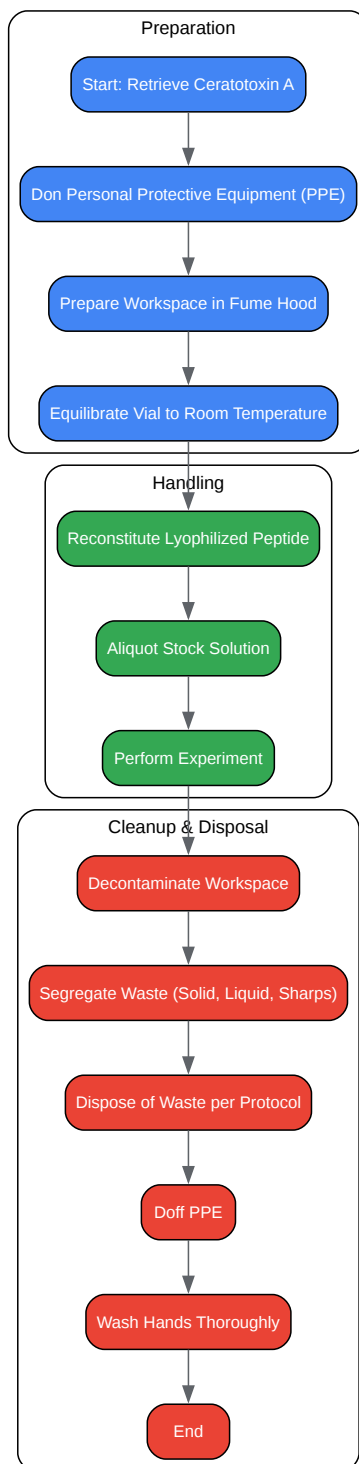 Preparation
Start: Retrieve Ceratotoxin A
Don Personal Protective Equipment (PPE)
Prepare Workspace in Fume Hood
Equilibrate Vial to Room Temperature
Handling
Reconstitute Lyophilized Peptide
Aliquot Stock Solution
Perform Experiment
Cleanup & Disposal
Decontaminate Workspace
Segregate Waste (Solid, Liquid, Sharps)
Dispose of Waste per Protocol
Doff PPE
Wash Hands Thoroughly
End